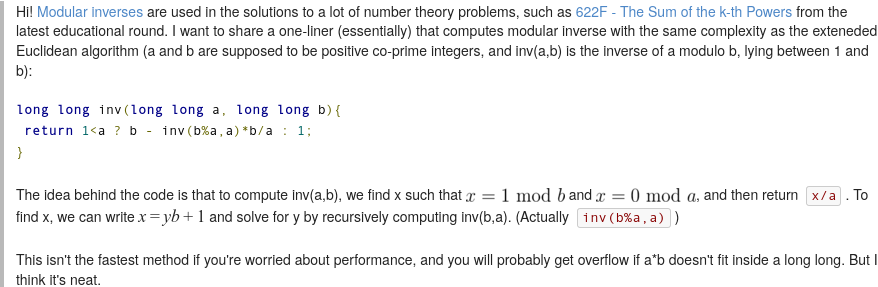 Hi! Modular inverses are used in the solutions to a lot of number theory problems, such as 622F - The Sum of the k-th Powers from the
latest educational round. I want to share a one-liner (essentially) that computes modular inverse with the same complexity as the exteneded
Euclidean algorithm (a and b are supposed to be positive co-prime integers, and inv(a,b) is the inverse of a modulo b, lying between 1 and
b):
long long inv(long long a, long long b){
return 1<a ? b - inv(b%a,a)*b/a : 1;
}
The idea behind the code is that to compute inv(a,b), we find x such that x = 1 mod b and x = 0 mod a, and then return x/a . To
find x, we can write x = yb + 1 and solve for y by recursively computing inv(b,a). (Actually inv(b%a,a) )
This isn't the fastest method if you're worried about performance, and you will probably get overflow if a*b doesn't fit inside a long long. But I
think it's neat.